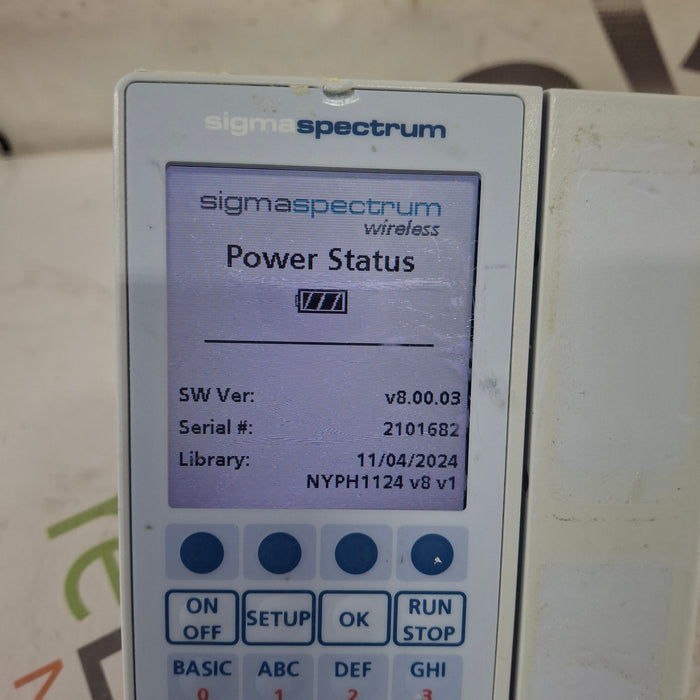 sigmaspectrum
sigmaspectrum
wireless
Power Status
SW Ver: v8.00.03
Serial #: 2101682
Library: 11/04/2024
NYPH1124 v8 v1
ON OFF
SETUP
OK
RUN STOP
BASIC ABC DEF GHI
0 1 2 3